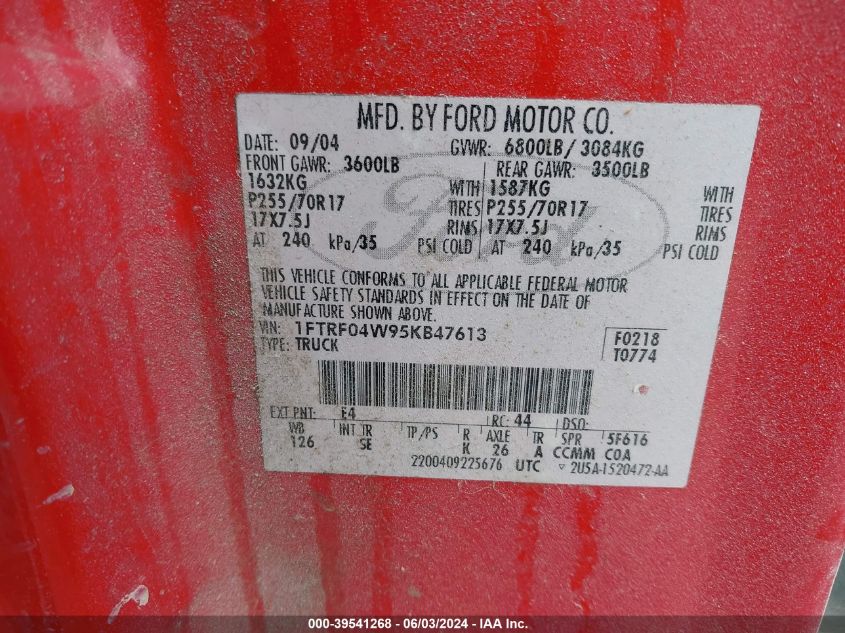 MFD. BY FORD MOTOR CO.
DATE: 09/04 GVWR: 6800LB/ 3084KG
FRONT GAWR: 3600LB REAR GAWR: 3500LB
1632KG WITH 1587KG WITH
P255/70R17 TIRES P255/70R17 TIRES
17X7.5J RIMS 17X7.5J RIMS
AT 240 kPa/35 PSI COLD AT 240 kPa/35 PSI COLD
Ford
THIS VEHICLE CONFORMS TO ALL APPLICABLE FEDERAL MOTOR
VEHICLE SAFETY STANDARDS IN EFFECT ON THE DATE OF
MANUFACTURE SHOWN ABOVE.
VIN: 1FTRF04W95KB47613 F0218
TYPE: TRUCK T0774
EXT PNT: E4 RC: 44 DSO:
WB INT TR TP/PS R AXLE TR SPR 5F616
126 SE K 26 A CCMM COA
2200409225676 UTC ▽ 2U5A-1520472-AA
000-39541268 - 06/03/2024 - IAA Inc.